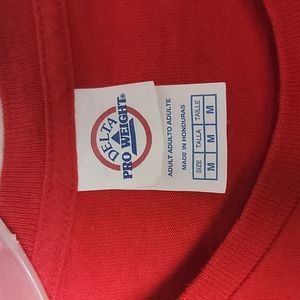 DELTA
PRO WEIGHT®
ADULT ADULTO ADULTE
MADE IN HONDURAS
SIZE TALLA TAILLE
M M M